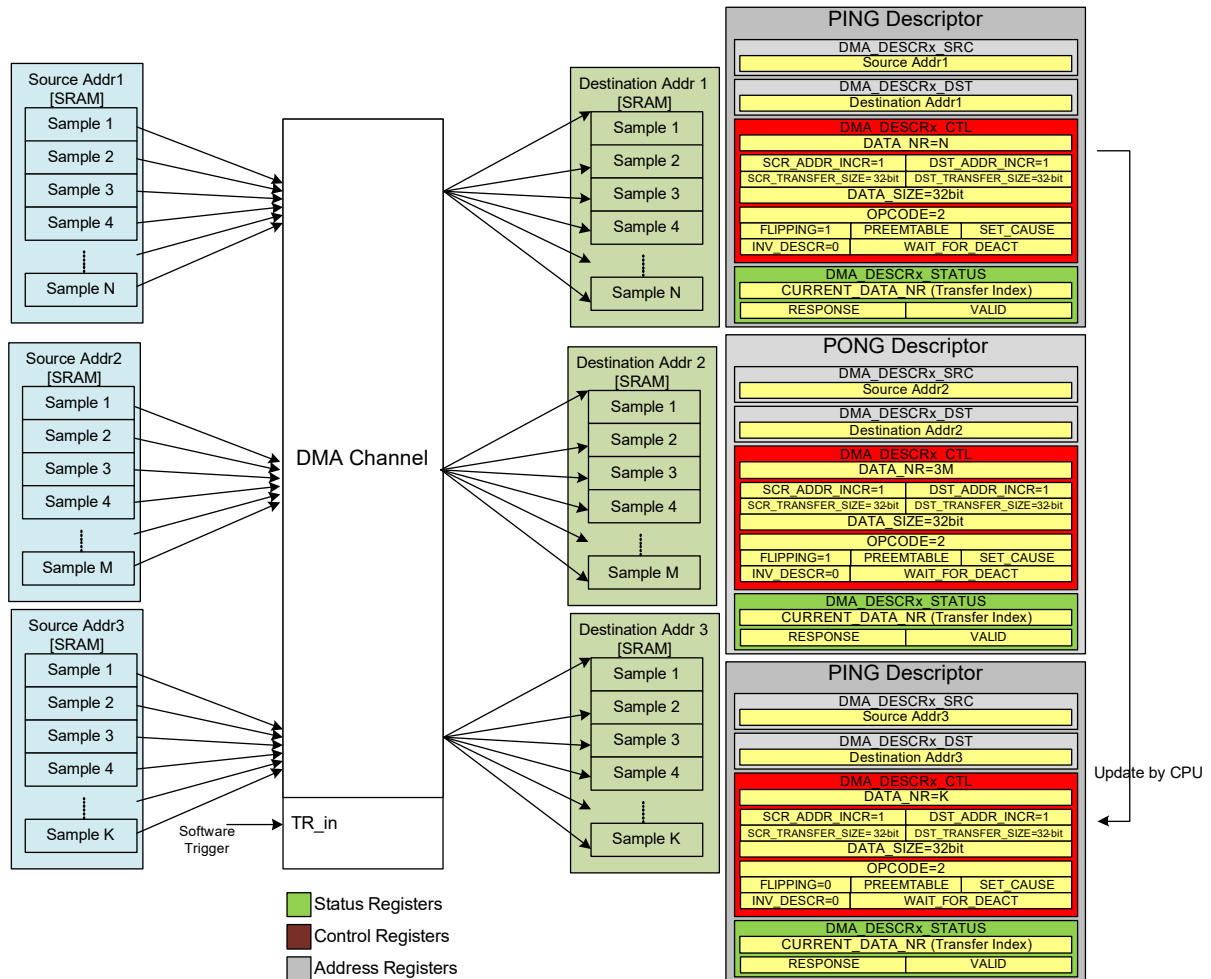 Source Addr1
[SRAM]
Sample 1
Sample 2
Sample 3
Sample 4
Sample N
Source Addr2
[SRAM]
Sample 1
Sample 2
Sample 3
Sample 4
Sample M
Source Addr3
[SRAM]
Sample 1
Sample 2
Sample 3
Sample 4
Sample K
Software
Trigger
DMA Channel
TR_in
Destination Addr 1
[SRAM]
Sample 1
Sample 2
Sample 3
Sample 4
Sample N
Destination Addr 2
[SRAM]
Sample 1
Sample 2
Sample 3
Sample 4
Sample M
Destination Addr 3
[SRAM]
Sample 1
Sample 2
Sample 3
Sample 4
Sample K
PING Descriptor
DMA_DESCRx_SRC
Source Addr1
DMA_DESCRx_DST
Destination Addr1
DMA_DESCRx_CTL
DATA_NR=N
SCR_ADDR_INCR=1 DST_ADDR_INCR=1
SCR_TRANSFER_SIZE=32-bit DST_TRANSFER_SIZE=32-bit
DATA_SIZE=32bit
OPCODE=2
FLIPPING=1 PREEMTABLE SET_CAUSE
INV_DESCR=0 WAIT_FOR_DEACT
DMA_DESCRx_STATUS
CURRENT_DATA_NR (Transfer Index)
RESPONSE VALID
PONG Descriptor
DMA_DESCRx_SRC
Source Addr2
DMA_DESCRx_DST
Destination Addr2
DMA_DESCRx_CTL
DATA_NR=3M
SCR_ADDR_INCR=1 DST_ADDR_INCR=1
SCR_TRANSFER_SIZE=32-bit DST_TRANSFER_SIZE=32-bit
DATA_SIZE=32bit
OPCODE=2
FLIPPING=1 PREEMTABLE SET_CAUSE
INV_DESCR=0 WAIT_FOR_DEACT
DMA_DESCRx_STATUS
CURRENT_DATA_NR (Transfer Index)
RESPONSE VALID
PING Descriptor
DMA_DESCRx_SRC
Source Addr3
DMA_DESCRx_DST
Destination Addr3
DMA_DESCRx_CTL
DATA_NR=K
SCR_ADDR_INCR=1 DST_ADDR_INCR=1
SCR_TRANSFER_SIZE=32-bit DST_TRANSFER_SIZE=32-bit
DATA_SIZE=32bit
OPCODE=2
FLIPPING=0 PREEMTABLE SET_CAUSE
INV_DESCR=0 WAIT_FOR_DEACT
DMA_DESCRx_STATUS
CURRENT_DATA_NR (Transfer Index)
RESPONSE VALID
Update by CPU
Status Registers
Control Registers
Address Registers